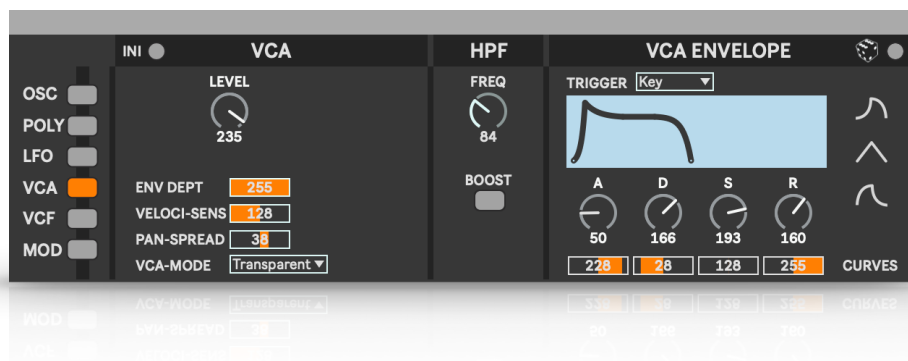 INI VCA HPF VCA ENVELOPE
OSC
POLY
LFO
VCA
VCF
MOD
LEVEL
235
ENV DEPT 255
VELOCI-SENS 128
PAN-SPREAD 38
VCA-MODE Transparent
FREQ
84
BOOST
TRIGGER Key
A D S R
50 166 193 160
228 28 128 255 CURVES